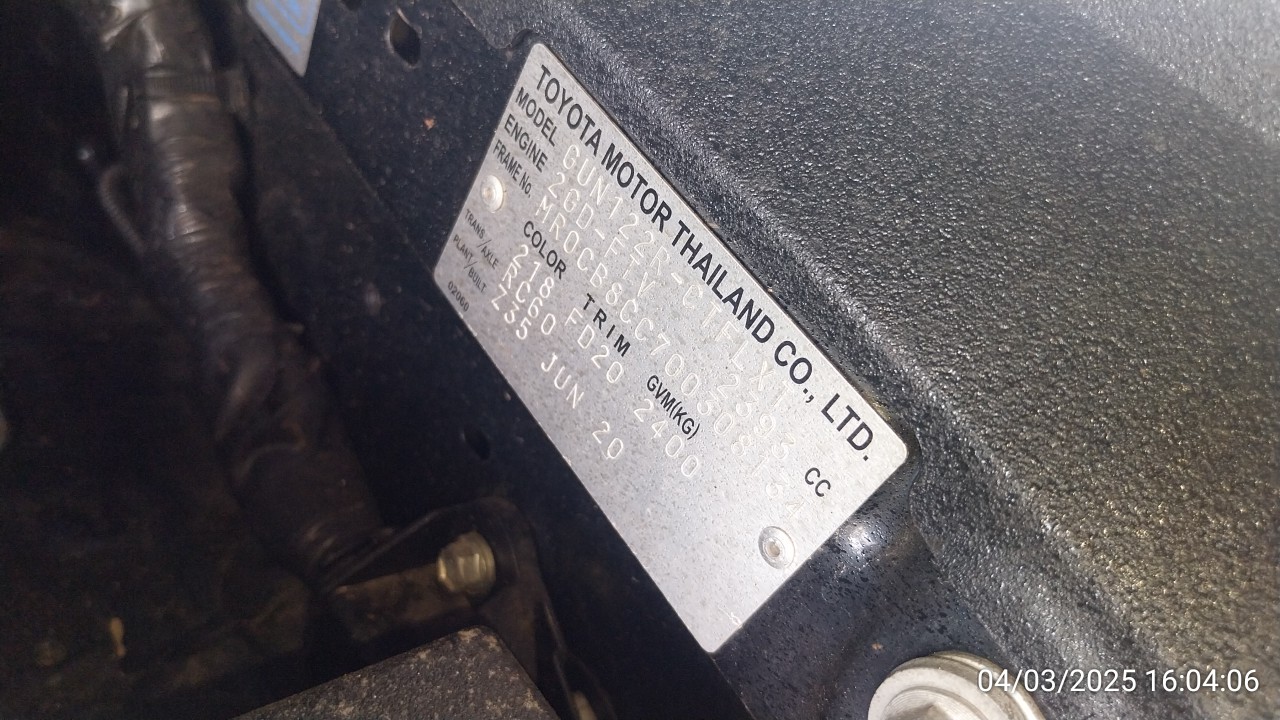 TOYOTA MOTOR THAILAND CO., LTD.
MODEL GUN122R-CTFLXT
ENGINE 2GD-FTV 2393 CC
FRAME No.
COLOR TRIM GVM(KG)
218 FD20 2400
TRANS/AXLE RC60
PLANT/BUILT Z35 JUN 20
02060
04/03/2025 16:04:06